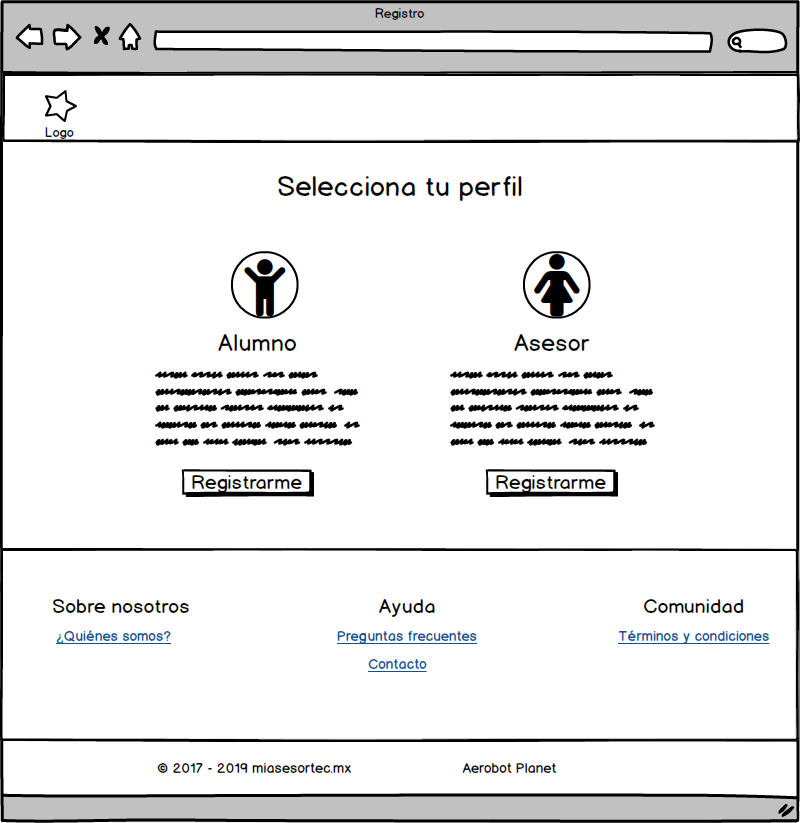 Registro
Logo
Selecciona tu perfil
Alumno
Asesor
Registrarme
Registrarme
Sobre nosotros
¿Quiénes somos?
Ayuda
Preguntas frecuentes
Contacto
Comunidad
Términos y condiciones
© 2017 - 2019 miasesortec.mx
Aerobot Planet